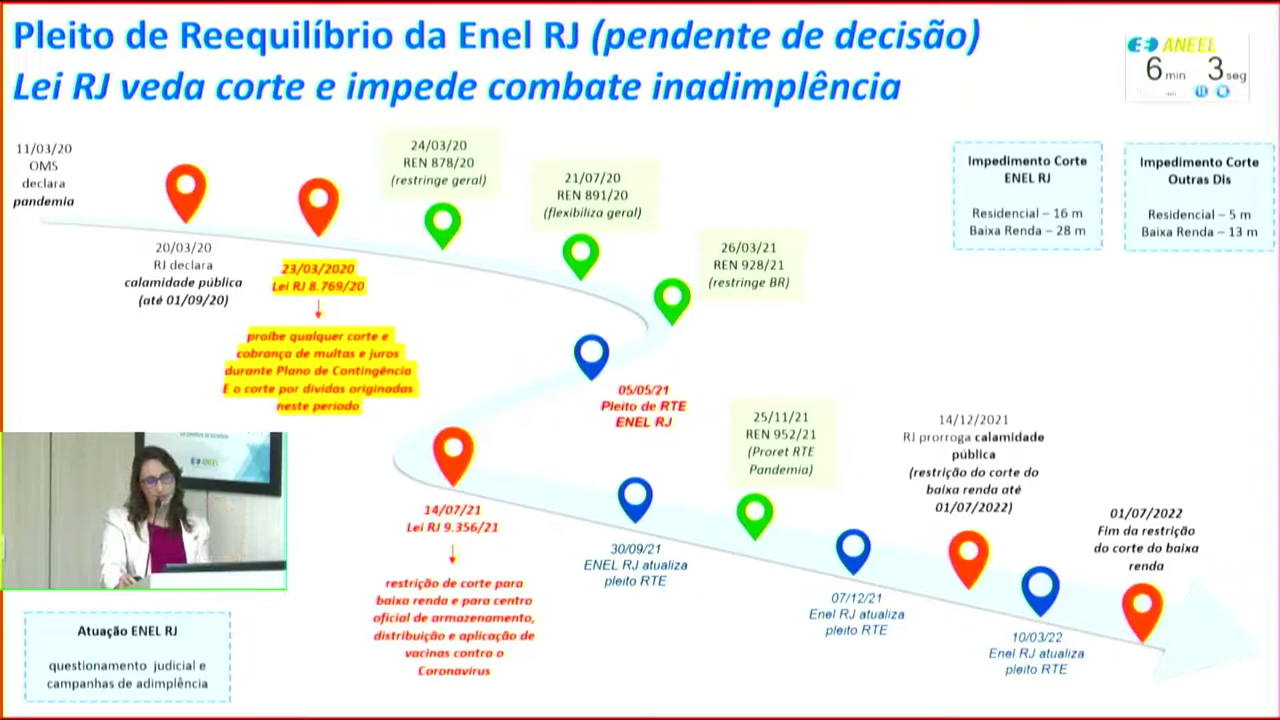 Pleito de Reequilíbrio da Enel RJ (pendente de decisão)
Lei RJ veda corte e impede combate inadimplência
ANEEL
6 min 3 seg
11/03/20
OMS
declara
pandemia
20/03/20
RJ declara
calamidade pública
(até 01/09/20)
23/03/2020
Lei RJ 8.769/20
proíbe qualquer corte e
cobrança de multas e juros
durante Plano de Contingência
E o corte por dívidas originadas
neste período
24/03/20
REN 878/20
(restringe geral)
21/07/20
REN 891/20
(flexibiliza geral)
26/03/21
REN 928/21
(restringe BR)
Impedimento Corte
ENEL RJ
Residencial – 16 m
Baixa Renda – 28 m
Impedimento Corte
Outras Dis
Residencial – 5 m
Baixa Renda – 13 m
05/05/21
Pleito de RTE
ENEL RJ
14/07/21
Lei RJ 9.356/21
restrição de corte para
baixa renda e para centro
oficial de armazenamento,
distribuição e aplicação de
vacinas contra o
Coronavirus
30/09/21
ENEL RJ atualiza
pleito RTE
25/11/21
REN 952/21
(Proret RTE
Pandemia)
07/12/21
Enel RJ atualiza
pleito RTE
14/12/2021
RJ prorroga calamidade
pública
(restrição do corte do
baixa renda até
01/07/2022)
10/03/22
Enel RJ atualiza
pleito RTE
01/07/2022
Fim da restrição
do corte do baixa
renda
ANEEL
Atuação ENEL RJ
questionamento judicial e
campanhas de adimplência